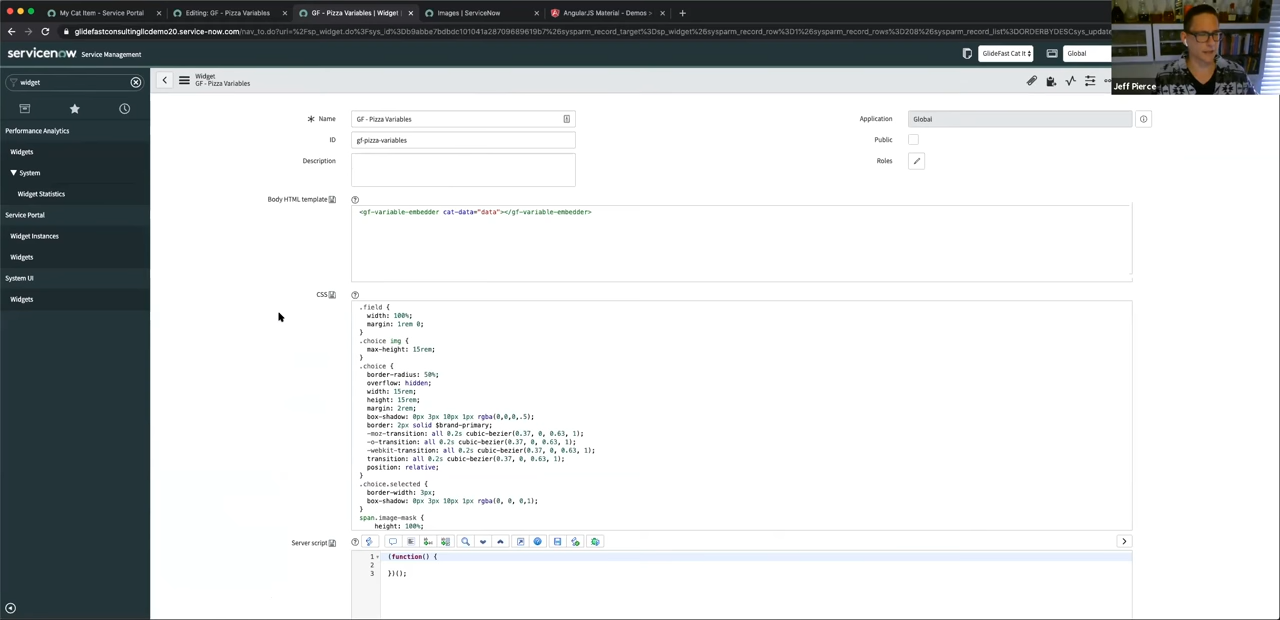 My Cat Item - Service Portal
Editing: GF - Pizza Variables |
GF - Pizza Variables | Widget |
Images | ServiceNow
AngularJS Material - Demos >
servicenow Service Management
GlideFast Cat It
Global
Jeff Pierce
widget
Performance Analytics
Widgets
System
Widget Statistics
Service Portal
Widget Instances
Widgets
System UI
Widgets
Widget
GF - Pizza Variables
Name
GF - Pizza Variables
Application
Global
ID
gf-pizza-variables
Public
Description
Roles
Body HTML template
<gf-variable-embedder cat-data="data"></gf-variable-embedder>
CSS
.field {
width: 100%;
margin: 1rem 0;
}
.choice img {
max-height: 15rem;
}
.choice {
border-radius: 50%;
overflow: hidden;
width: 15rem;
height: 15rem;
margin: 2rem;
box-shadow: 0px 3px 10px 1px rgba(0,0,0,.5);
border: 2px solid $brand-primary;
-moz-transition: all 0.2s cubic-bezier(0.37, 0, 0.63, 1);
-o-transition: all 0.2s cubic-bezier(0.37, 0, 0.63, 1);
-webkit-transition: all 0.2s cubic-bezier(0.37, 0, 0.63, 1);
transition: all 0.2s cubic-bezier(0.37, 0, 0.63, 1);
position: relative;
}
.choice.selected {
border-width: 3px;
box-shadow: 0px 3px 10px 1px rgba(0, 0, 0,1);
}
span.image-mask {
height: 100%;
Server script
1 (function() {
2
3 })();